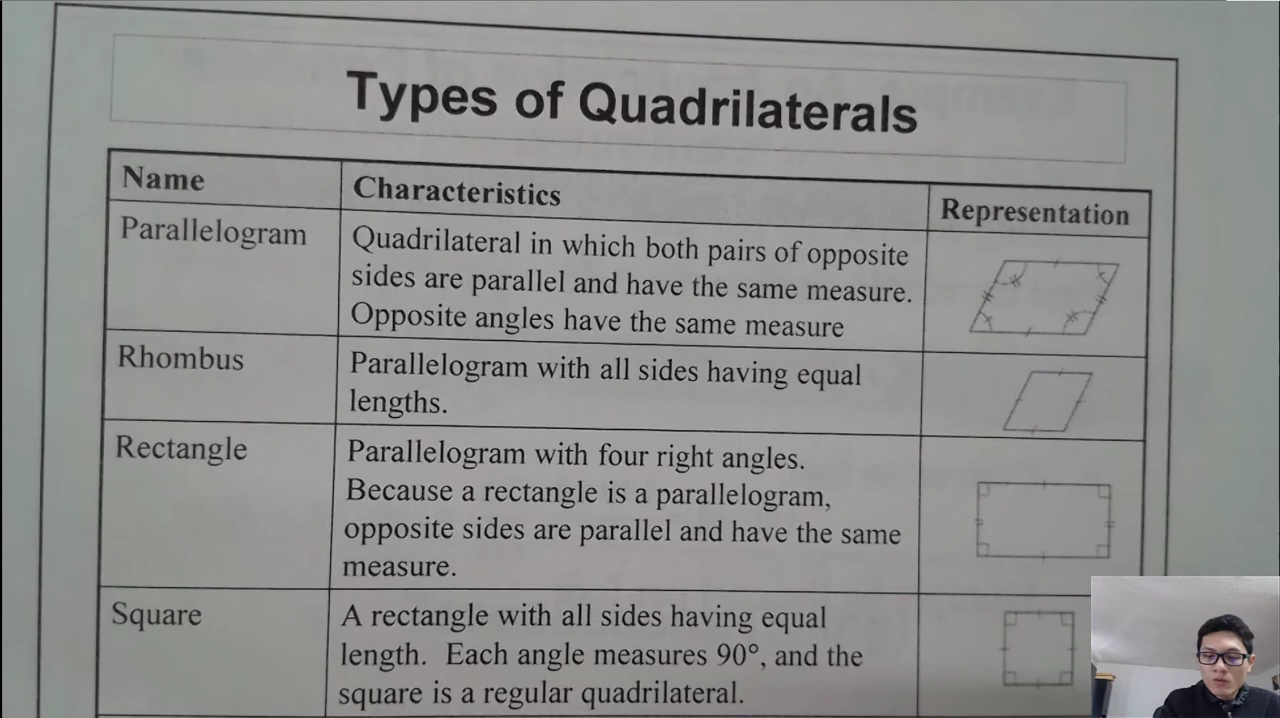 Types of Quadrilaterals
Name
Characteristics
Representation
Parallelogram
Quadrilateral in which both pairs of opposite
sides are parallel and have the same measure.
Opposite angles have the same measure
Rhombus
Parallelogram with all sides having equal
lengths.
Rectangle
Parallelogram with four right angles.
Because a rectangle is a parallelogram,
opposite sides are parallel and have the same
measure.
Square
A rectangle with all sides having equal
length. Each angle measures 90°, and the
square is a regular quadrilateral.